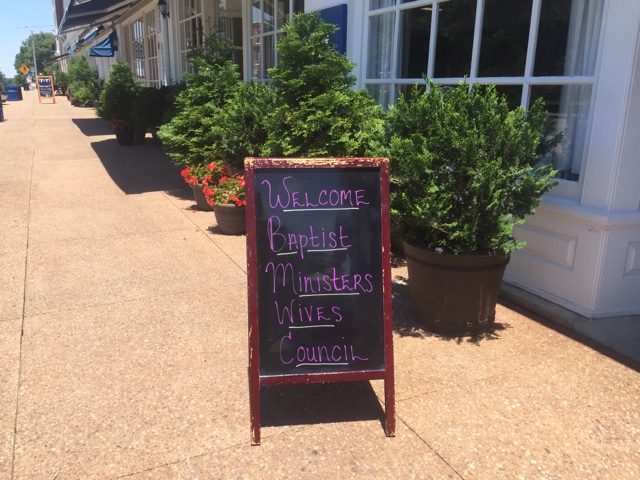 Welcome
Baptist
Ministers
Wives
Council